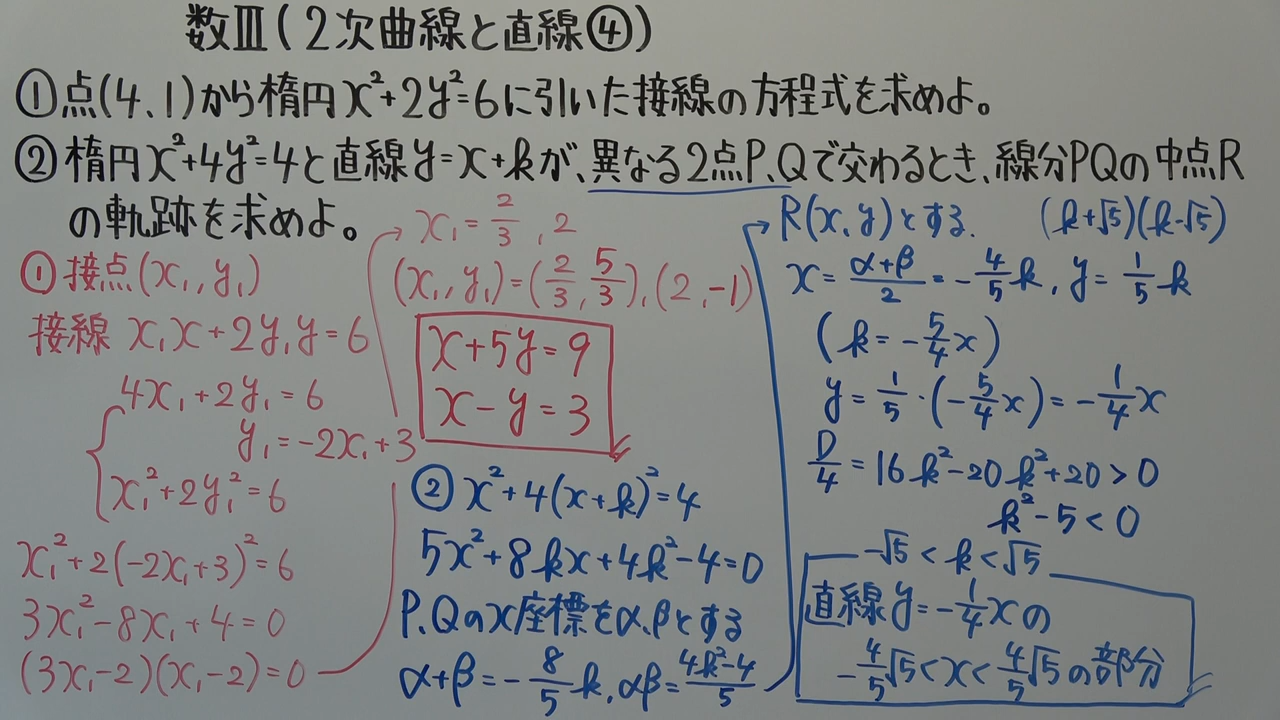 数Ⅲ(2次曲線と直線④)
①点(4,1)から楕円x²+2y²=6に引いた接線の方程式を求めよ。
②楕円x²+4y²=4と直線y=x+kが、異なる2点P,Qで交わるとき、線分PQの中点R
の軌跡を求めよ。
①接点(x₁,y₁)
接線 x₁x+2y₁y=6
4x₁+2y₁=6
y₁=-2x₁+3
x₁²+2y₁²=6
x₁²+2(-2x₁+3)²=6
3x₁²-8x₁+4=0
(3x₁-2)(x₁-2)=0
x₁=2/3, 2
(x₁,y₁)=(2/3,5/3),(2,-1)
x+5y=9
x-y=3
②x²+4(x+k)²=4
5x²+8kx+4k²-4=0
P,Qのx座標をα,βとする
α+β=-8/5k,αβ=4k²-4/5
R(x,y)とする.
(k+√5)(k-√5)
x=α+β/2=-4/5k, y=1/5k
(k=-5/4x)
y=1/5·(-5/4x)=-1/4x
D/4=16k²-20k²+20>0
k²-5<0
-√5<k<√5
直線y=-1/4xの
-4/5√5<x<4/5√5の部分